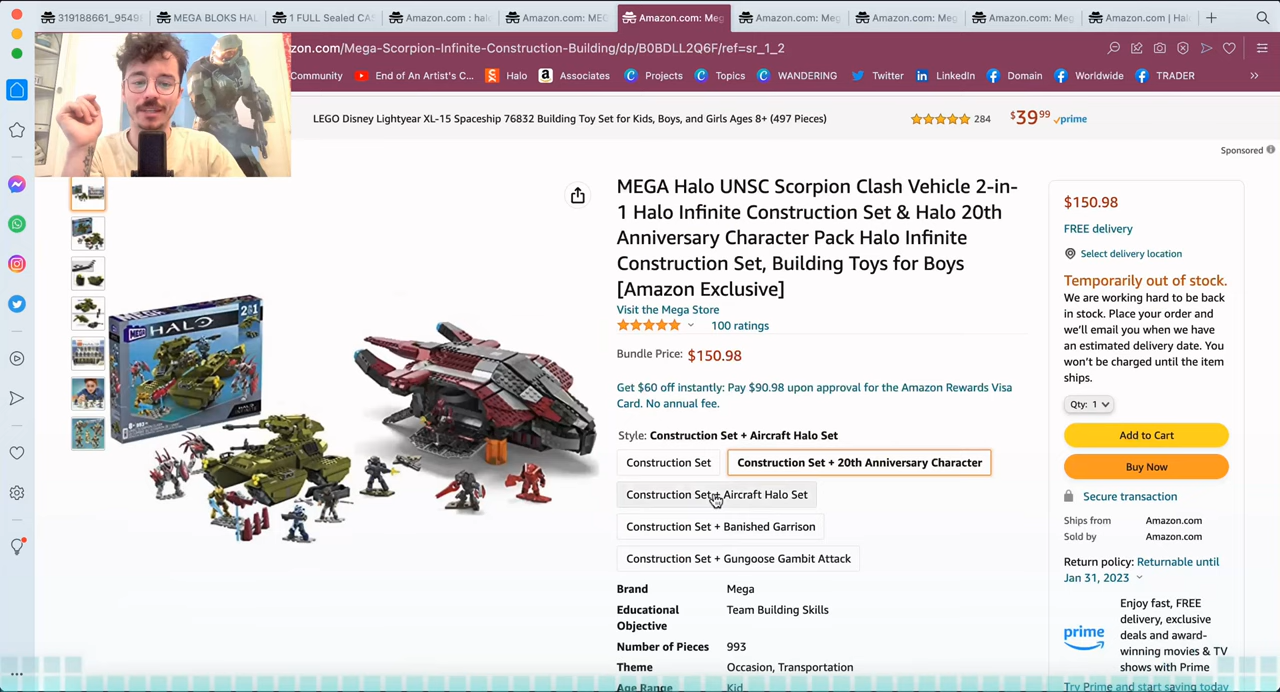 319188661_9549
MEGA BLOKS HAL
1 FULL Sealed CAS
Amazon.com : halo
Amazon.com: MEG
Amazon.com: Meg
Amazon.com: Meg
Amazon.com: Meg
Amazon.com: Meg
Amazon.com | Hal
zon.com/Mega-Scorpion-Infinite-Construction-Building/dp/B0BDLL2Q6F/ref=sr_1_2
Community
End of An Artist's C...
Halo
Associates
Projects
Topics
WANDERING
Twitter
LinkedIn
Domain
Worldwide
TRADER
LEGO Disney Lightyear XL-15 Spaceship 76832 Building Toy Set for Kids, Boys, and Girls Ages 8+ (497 Pieces)
284
$39.99 prime
Sponsored
MEGA Halo UNSC Scorpion Clash Vehicle 2-in-
1 Halo Infinite Construction Set & Halo 20th
Anniversary Character Pack Halo Infinite
Construction Set, Building Toys for Boys
[Amazon Exclusive]
Visit the Mega Store
100 ratings
Bundle Price: $150.98
Get $60 off instantly: Pay $90.98 upon approval for the Amazon Rewards Visa
Card. No annual fee.
Style: Construction Set + Aircraft Halo Set
Construction Set
Construction Set + 20th Anniversary Character
Construction Set + Aircraft Halo Set
Construction Set + Banished Garrison
Construction Set + Gungoose Gambit Attack
Brand Mega
Educational Team Building Skills
Objective
Number of Pieces 993
Theme Occasion, Transportation
Age Range Kid
MEGA
HALO
2in1
$150.98
FREE delivery
Select delivery location
Temporarily out of stock.
We are working hard to be back
in stock. Place your order and
we'll email you when we have
an estimated delivery date. You
won't be charged until the item
ships.
Qty: 1
Add to Cart
Buy Now
Secure transaction
Ships from Amazon.com
Sold by Amazon.com
Return policy: Returnable until
Jan 31, 2023
prime
Enjoy fast, FREE
delivery, exclusive
deals and award-
winning movies & TV
shows with Prime
Try Prime and start saving today